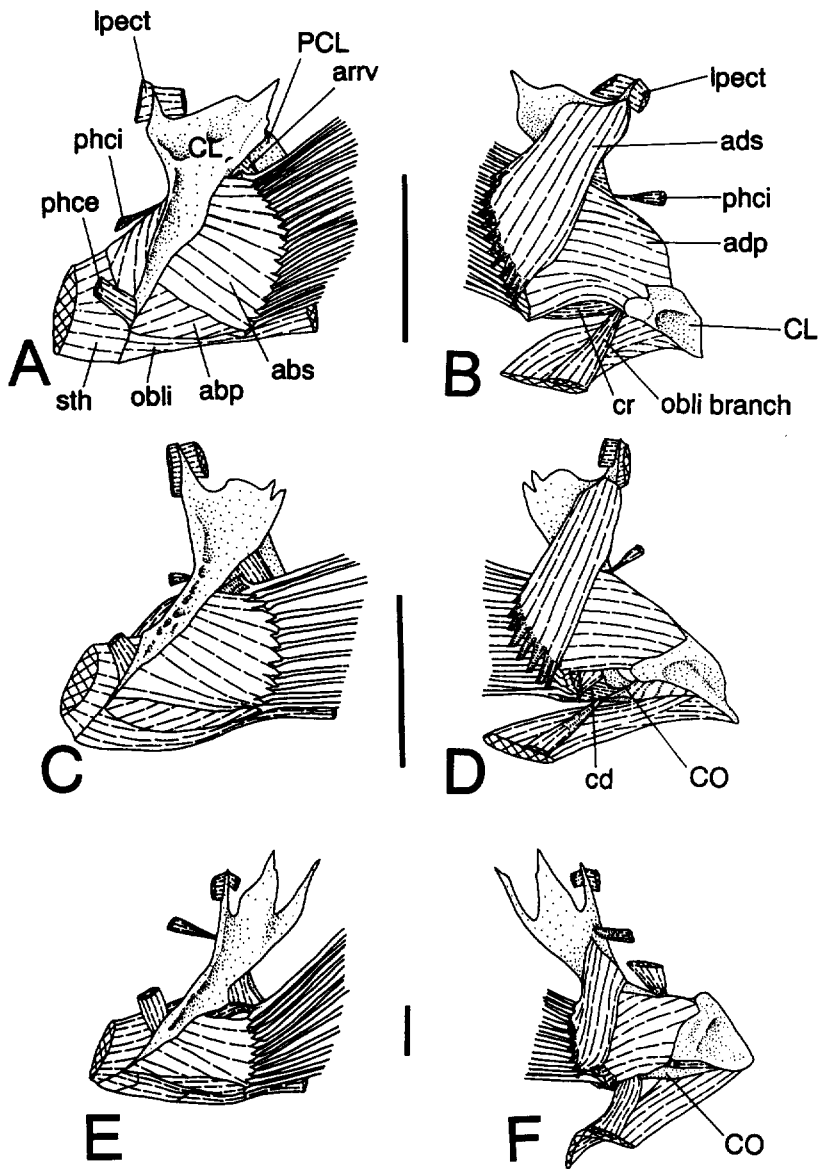 lpect
PCL
arrv
phci
CL
phce
A
sth
obli
abp
abs
lpect
ads
phci
adp
CL
B
cr
obli branch
C
D
cd
CO
E
F
CO